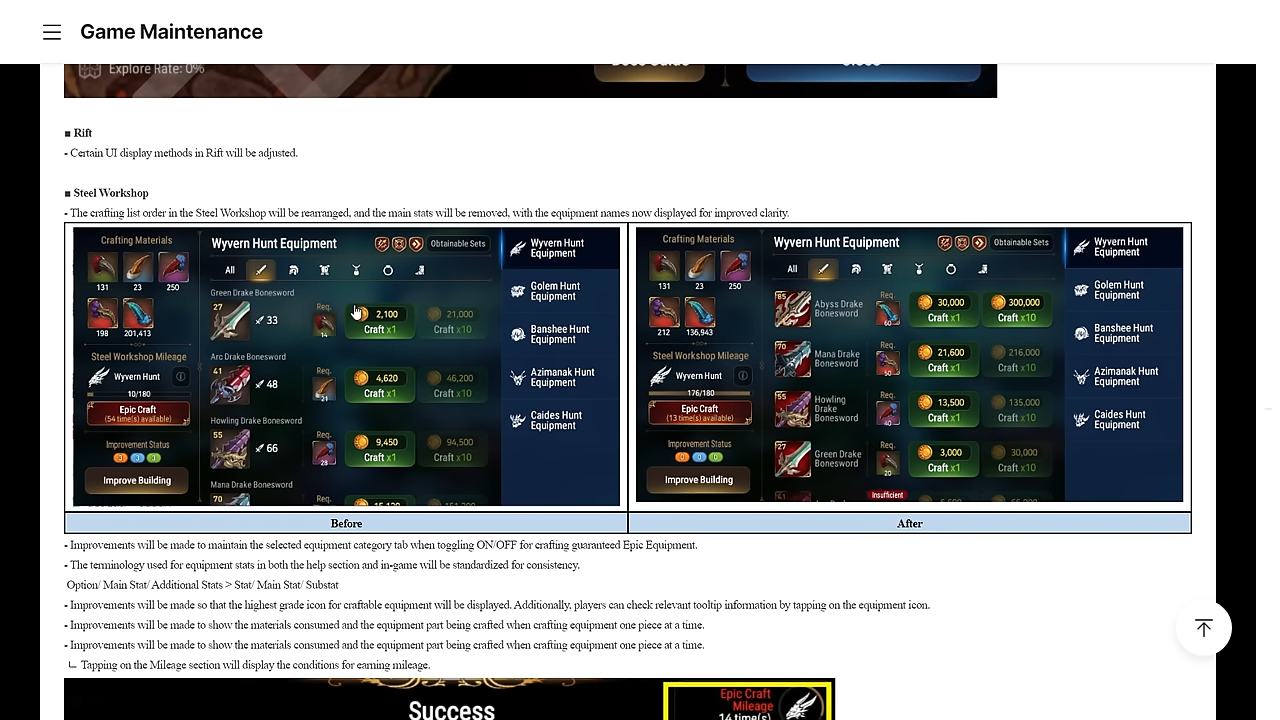 Game Maintenance
Explore Rate: 0%
■ Rift
- Certain UI display methods in Rift will be adjusted.
■ Steel Workshop
- The crafting list order in the Steel Workshop will be rearranged, and the main stats will be removed, with the equipment names now displayed for improved clarity.
Crafting Materials
131 23 250
198 201,413
Steel Workshop Mileage
Wyvern Hunt
10/180
Epic Craft
(54 time(s) available)
Improvement Status
Improve Building
Wyvern Hunt Equipment
Obtainable Sets
All
Green Drake Bonesword
27 33 Req. 14 2,100 Craft x1 21,000 Craft x10
Arc Drake Bonesword
41 48 Req. 21 4,620 Craft x1 46,200 Craft x10
Howling Drake Bonesword
55 66 Req. 28 9,450 Craft x1 94,500 Craft x10
Mana Drake Bonesword
70 Req.
Wyvern Hunt Equipment
Golem Hunt Equipment
Banshee Hunt Equipment
Azimanak Hunt Equipment
Caides Hunt Equipment
Crafting Materials
131 23 250
212 136,943
Steel Workshop Mileage
Wyvern Hunt
176/180
Epic Craft
(13 time(s) available)
Improvement Status
Improve Building
Wyvern Hunt Equipment
Obtainable Sets
All
85 Abyss Drake Bonesword Req. 60 30,000 Craft x1 300,000 Craft x10
70 Mana Drake Bonesword Req. 50 21,600 Craft x1 216,000 Craft x10
55 Howling Drake Bonesword Req. 40 13,500 Craft x1 135,000 Craft x10
27 Green Drake Bonesword Req. 20 3,000 Craft x1 30,000 Craft x10
Insufficient
Wyvern Hunt Equipment
Golem Hunt Equipment
Banshee Hunt Equipment
Azimanak Hunt Equipment
Caides Hunt Equipment
Before After
- Improvements will be made to maintain the selected equipment category tab when toggling ON/OFF for crafting guaranteed Epic Equipment.
- The terminology used for equipment stats in both the help section and in-game will be standardized for consistency.
Option/ Main Stat/ Additional Stats > Stat/ Main Stat/ Substat
- Improvements will be made so that the highest grade icon for craftable equipment will be displayed. Additionally, players can check relevant tooltip information by tapping on the equipment icon.
- Improvements will be made to show the materials consumed and the equipment part being crafted when crafting equipment one piece at a time.
- Improvements will be made to show the materials consumed and the equipment part being crafted when crafting equipment one piece at a time.
ㄴ Tapping on the Mileage section will display the conditions for earning mileage.
Success
Epic Craft
Mileage
14 time(s)